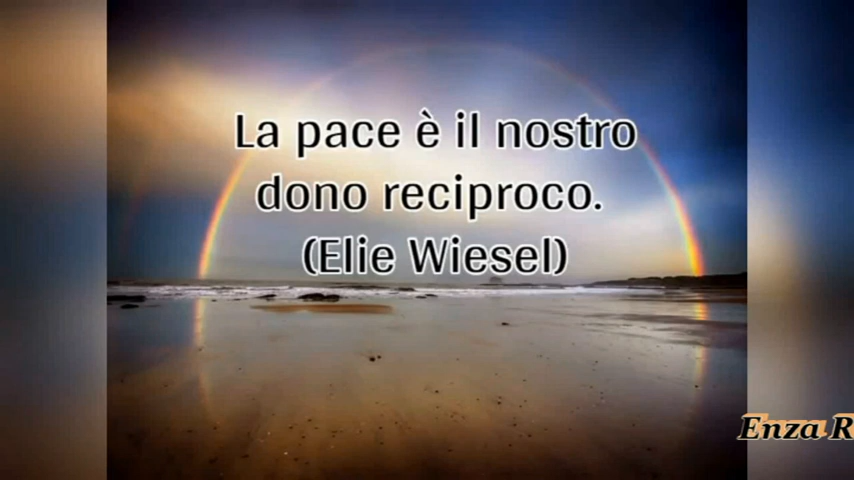 La pace è il nostro
dono reciproco.
(Elie Wiesel)
Enza R